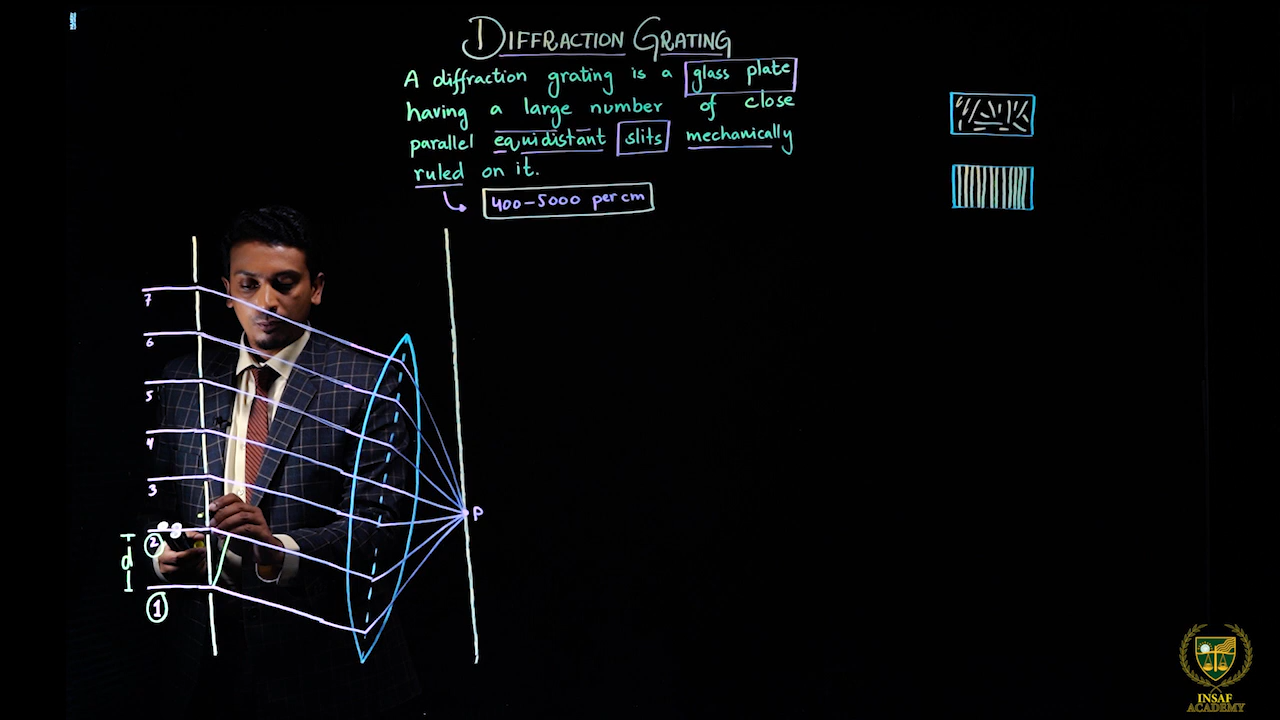 DIFFRACTION GRATING
A diffraction grating is a glass plate
having a large number of close
parallel equidistant slits mechanically
ruled on it.
400-5000 per cm
7
6
5
4
3
2
1
d
P
INSAF
ACADEMY